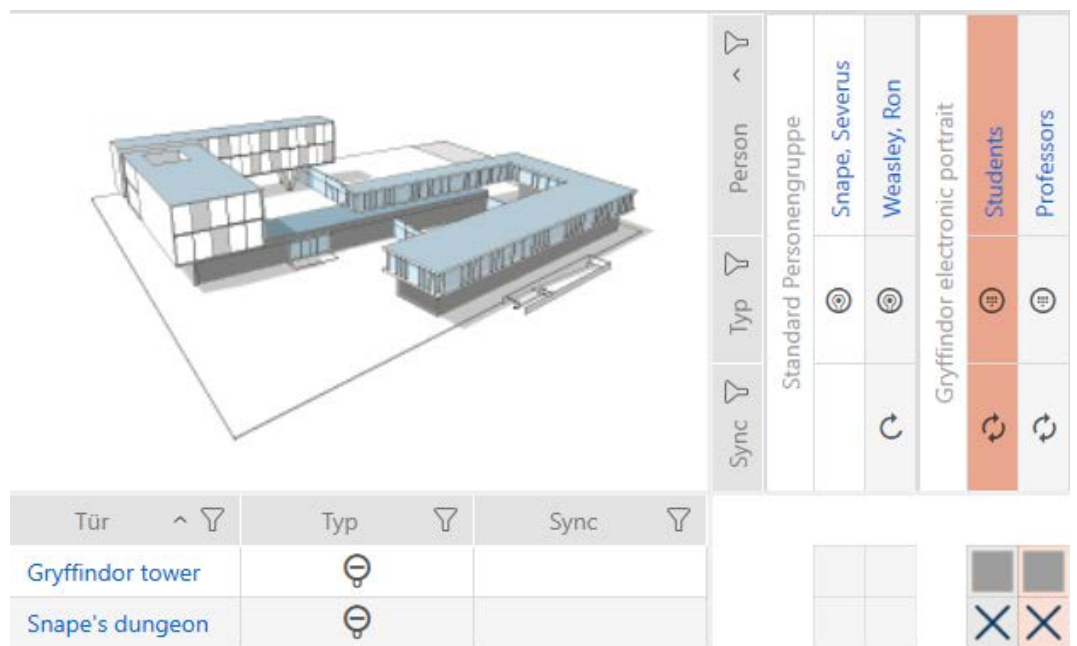 Person
Typ
Sync
Standard Personengruppe
Snape, Severus
Weasley, Ron
Gryffindor electronic portrait
Students
Professors
Tür Typ Sync
Gryffindor tower
Snape's dungeon